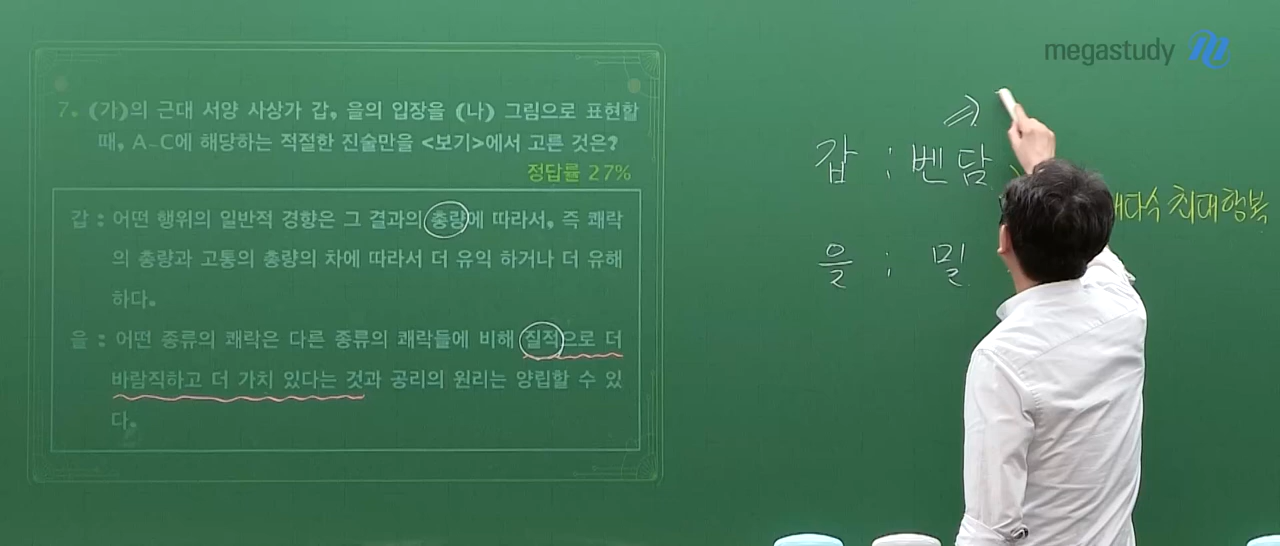 megastudy
7. (가)의 근대 서양 사상가 갑, 을의 입장을 (나) 그림으로 표현할
때, A~C에 해당하는 적절한 진술만을 <보기>에서 고른 것은?
정답률 27%
갑 : 어떤 행위의 일반적 경향은 그 결과의 총량에 따라서, 즉 쾌락
의 총량과 고통의 총량의 차에 따라서 더 유익 하거나 더 유해
하다.
을 : 어떤 종류의 쾌락은 다른 종류의 쾌락들에 비해 질적으로 더
바람직하고 더 가치 있다는 것과 공리의 원리는 양립할 수 있
다.
갑 : 벤담
최대행복
을 : 밀